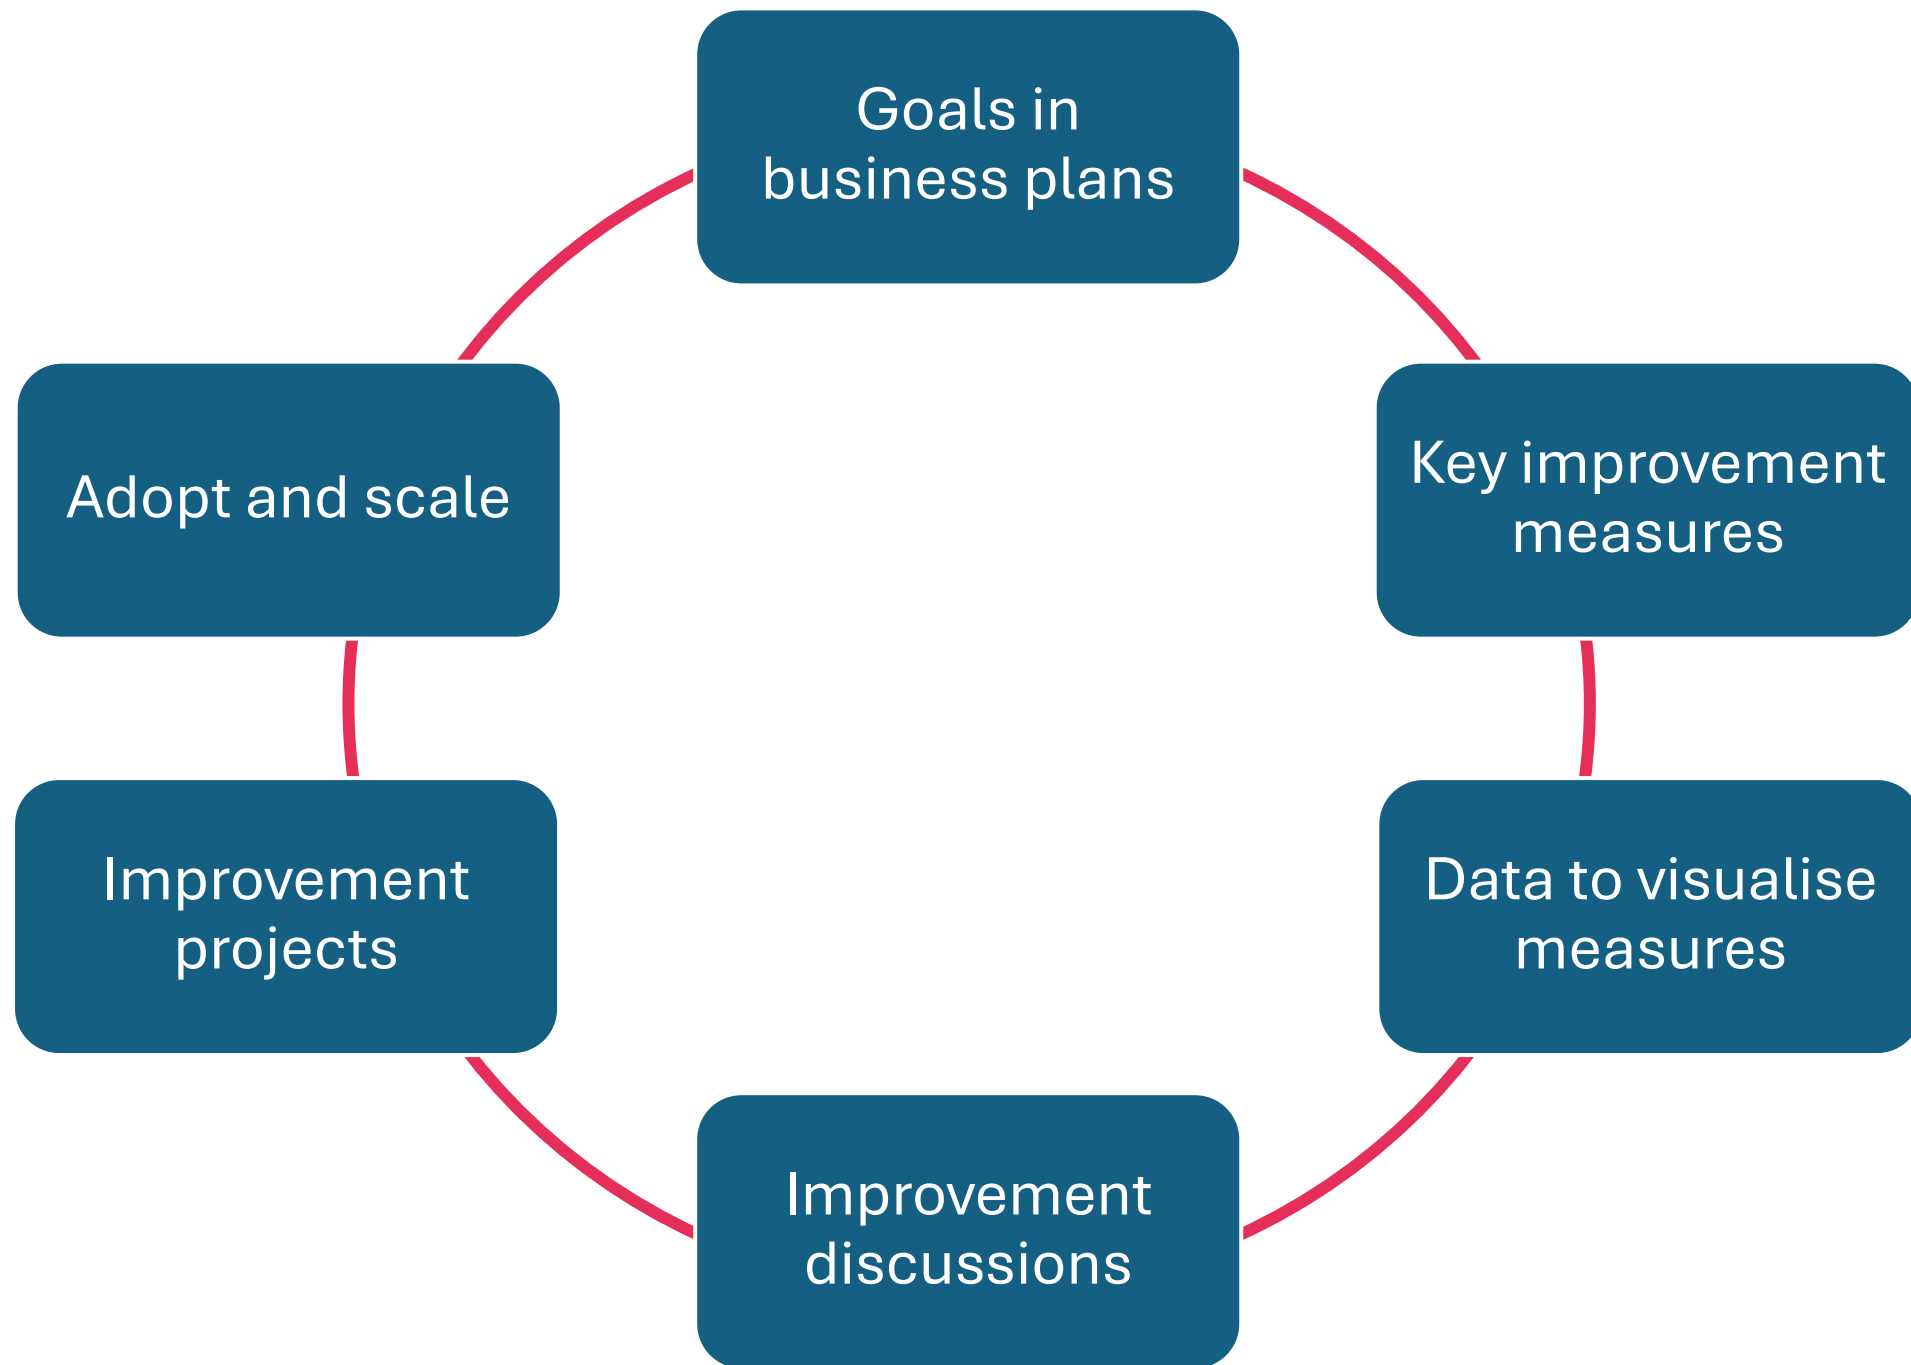 Goals in
business plans
Key improvement
measures
Data to visualise
measures
Improvement
discussions
Improvement
projects
Adopt and scale